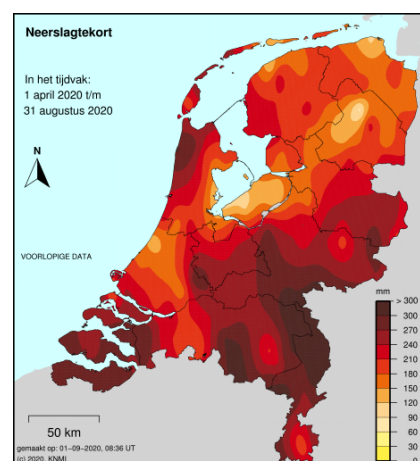 Neerslagtekort
In het tijdvak:
1 april 2020 t/m
31 augustus 2020
N
VOORLOPIGE DATA
mm
> 300
300
270
240
210
180
150
120
90
60
30
0
50 km
gemaakt op: 01-09-2020, 08:36 UT
(c) 2020, KNMI